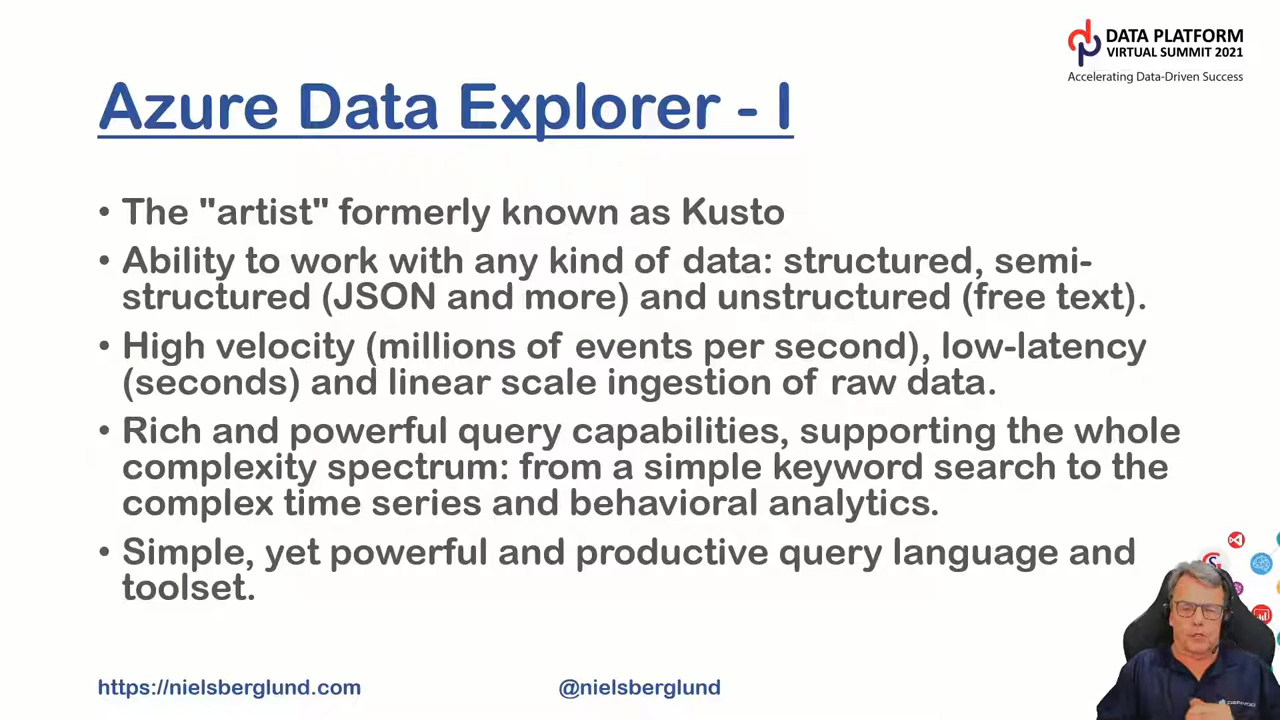 DATA PLATFORM
VIRTUAL SUMMIT 2021
Accelerating Data-Driven Success
Azure Data Explorer - I
• The "artist" formerly known as Kusto
• Ability to work with any kind of data: structured, semi-
structured (JSON and more) and unstructured (free text).
• High velocity (millions of events per second), low-latency
(seconds) and linear scale ingestion of raw data.
• Rich and powerful query capabilities, supporting the whole
complexity spectrum: from a simple keyword search to the
complex time series and behavioral analytics.
• Simple, yet powerful and productive query language and
toolset.
https://nielsberglund.com
@nielsberglund